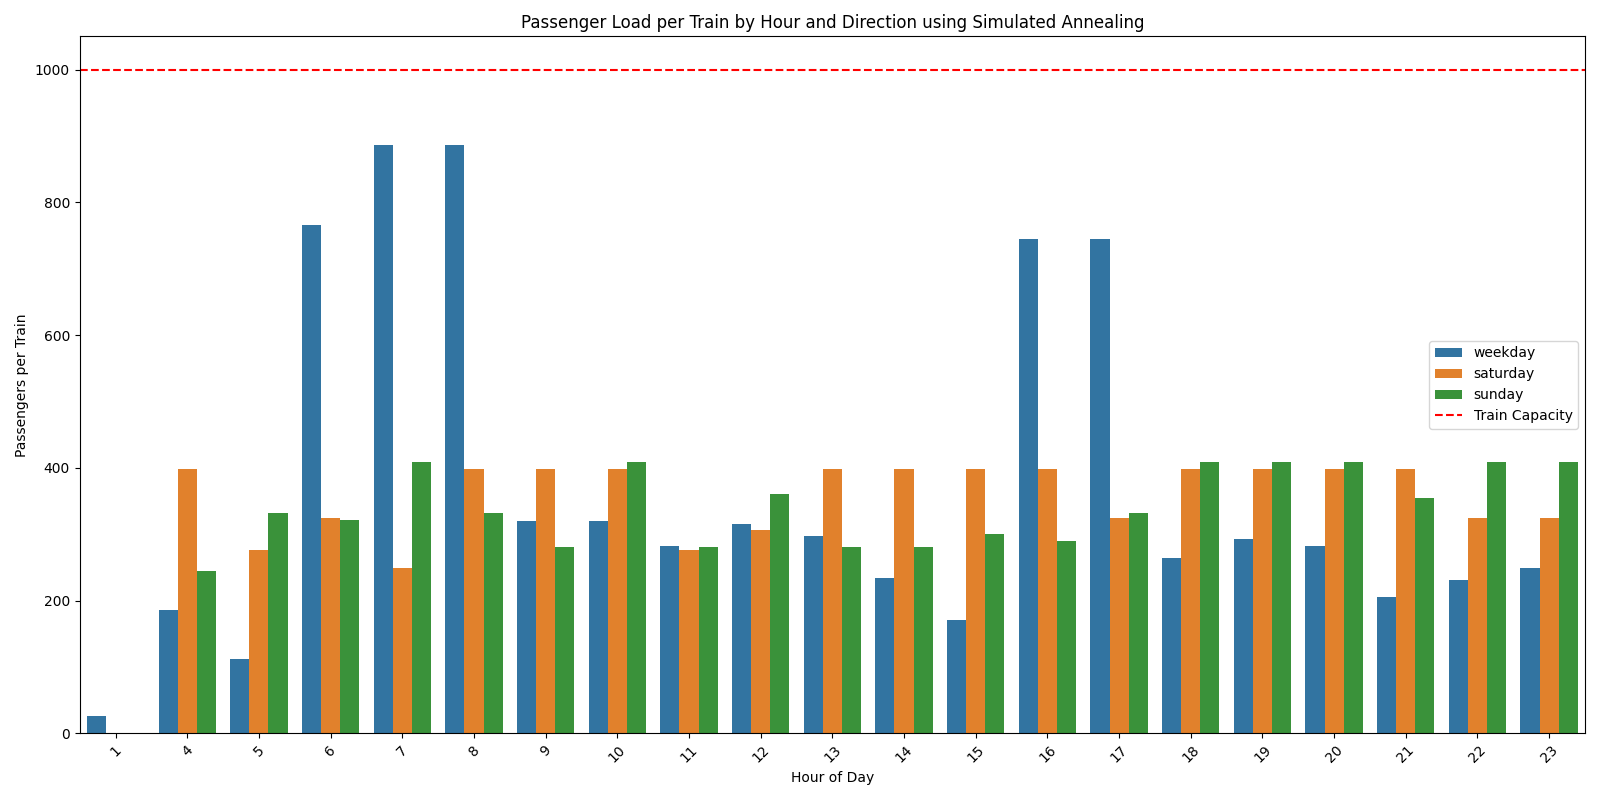 Passenger Load per Train by Hour and Direction using Simulated Annealing
1000
800
600
400
200
0
Passengers per Train
weekday
saturday
sunday
Train Capacity
1 4 5 6 7 8 9 10 11 12 13 14 15 16 17 18 19 20 21 22 23
Hour of Day